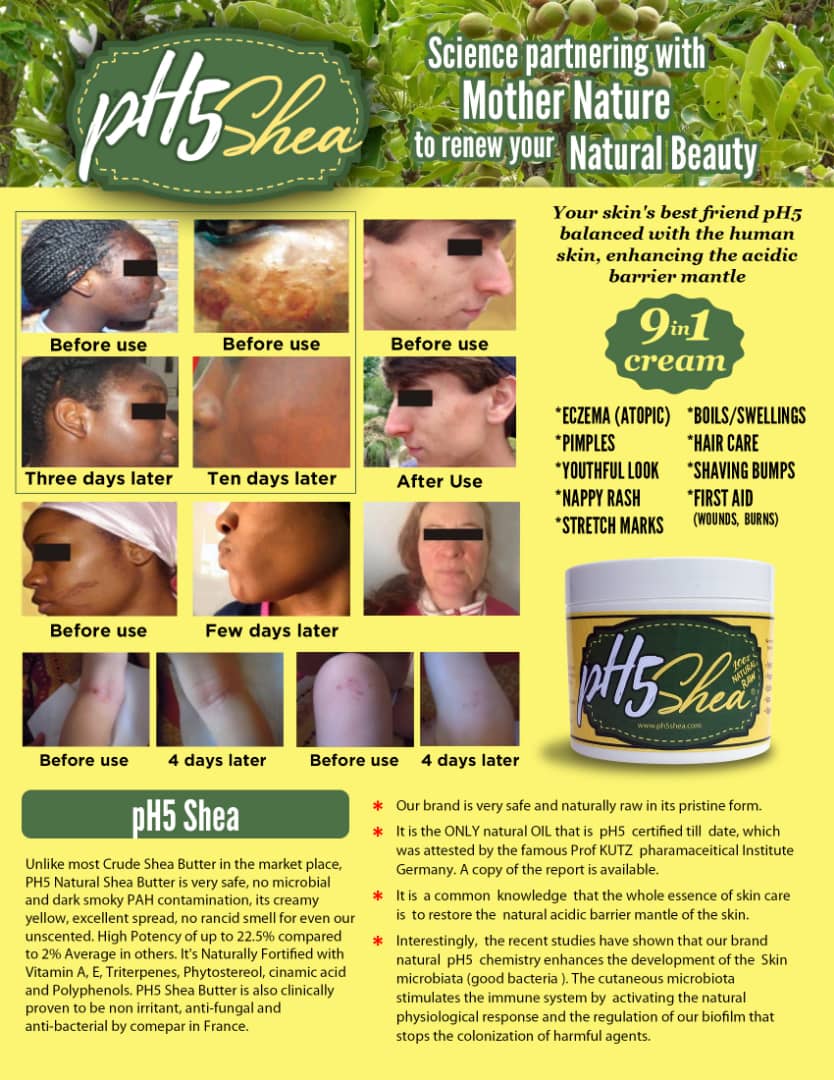 pH5 Shea
Science partnering with
Mother Nature
to renew your Natural Beauty
Your skin's best friend pH5
balanced with the human
skin, enhancing the acidic
barrier mantle
9in1
cream
Before use
Before use
Before use
Three days later
Ten days later
After Use
*ECZEMA (ATOPIC)
*PIMPLES
*YOUTHFUL LOOK
*NAPPY RASH
*STRETCH MARKS
*BOILS/SWELLINGS
*HAIR CARE
*SHAVING BUMPS
*FIRST AID
(WOUNDS, BURNS)
Before use
Few days later
Before use
4 days later
Before use
4 days later
pH5 Shea
100%
NATURAL
RAW
www.ph5shea.com
pH5 Shea
Unlike most Crude Shea Butter in the market place,
PH5 Natural Shea Butter is very safe, no microbial
and dark smoky PAH contamination, its creamy
yellow, excellent spread, no rancid smell for even our
unscented. High Potency of up to 22.5% compared
to 2% Average in others. It's Naturally Fortified with
Vitamin A, E, Triterpenes, Phytostereol, cinamic acid
and Polyphenols. PH5 Shea Butter is also clinically
proven to be non irritant, anti-fungal and
anti-bacterial by comepar in France.
* Our brand is very safe and naturally raw in its pristine form.
* It is the ONLY natural OIL that is pH5 certified till date, which
was attested by the famous Prof KUTZ pharamaceitical Institute
Germany. A copy of the report is available.
* It is a common knowledge that the whole essence of skin care
is to restore the natural acidic barrier mantle of the skin.
* Interestingly, the recent studies have shown that our brand
natural pH5 chemistry enhances the development of the Skin
microbiata (good bacteria ). The cutaneous microbiota
stimulates the immune system by activating the natural
physiological response and the regulation of our biofilm that
stops the colonization of harmful agents.